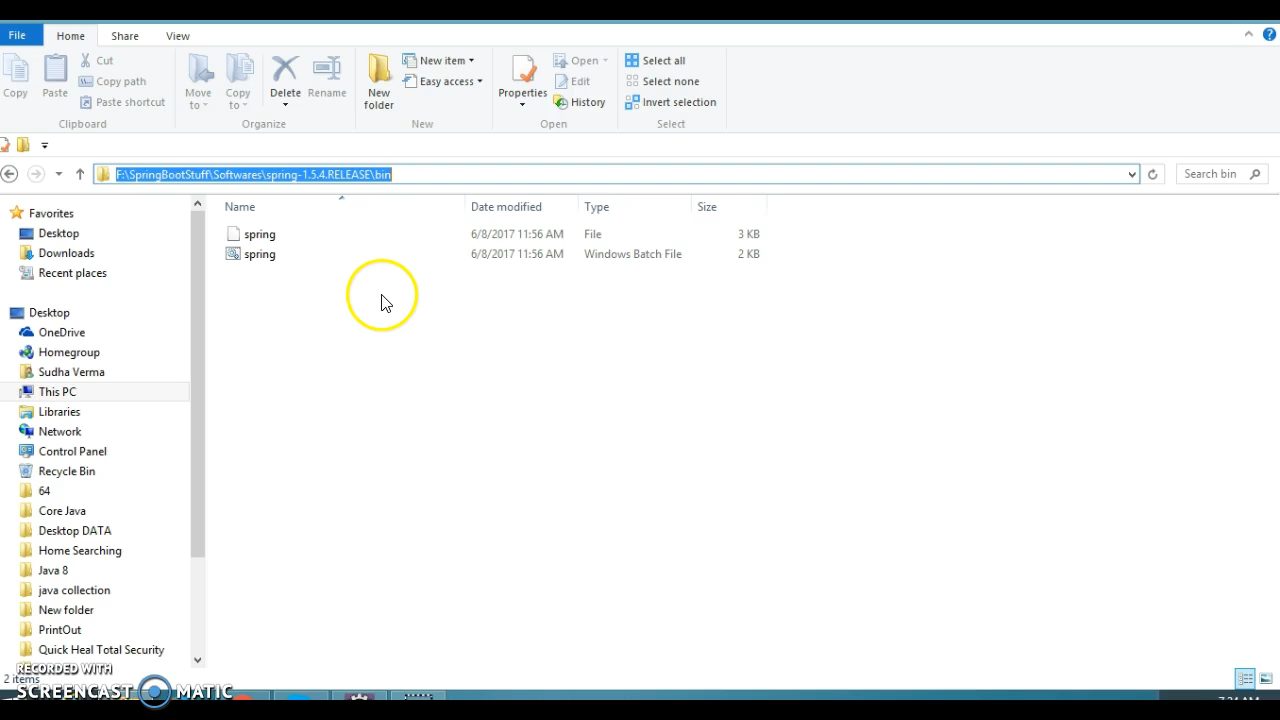 File Home Share View
Copy
Paste
Cut
Copy path
Paste shortcut
Clipboard
Move to
Copy to
Delete
Rename
Organize
New folder
New item
Easy access
New
Properties
Open
Edit
History
Open
Select all
Select none
Invert selection
Select
F:\SpringBootStuff\Softwares\spring-1.5.4.RELEASE\bin
Search bin
Name Date modified Type Size
spring 6/8/2017 11:56 AM File 3 KB
spring 6/8/2017 11:56 AM Windows Batch File 2 KB
Favorites
Desktop
Downloads
Recent places
Desktop
OneDrive
Homegroup
Sudha Verma
This PC
Libraries
Network
Control Panel
Recycle Bin
64
Core Java
Desktop DATA
Home Searching
Java 8
java collection
New folder
PrintOut
Quick Heal Total Security
2 items
RECORDED WITH
SCREENCAST MATIC